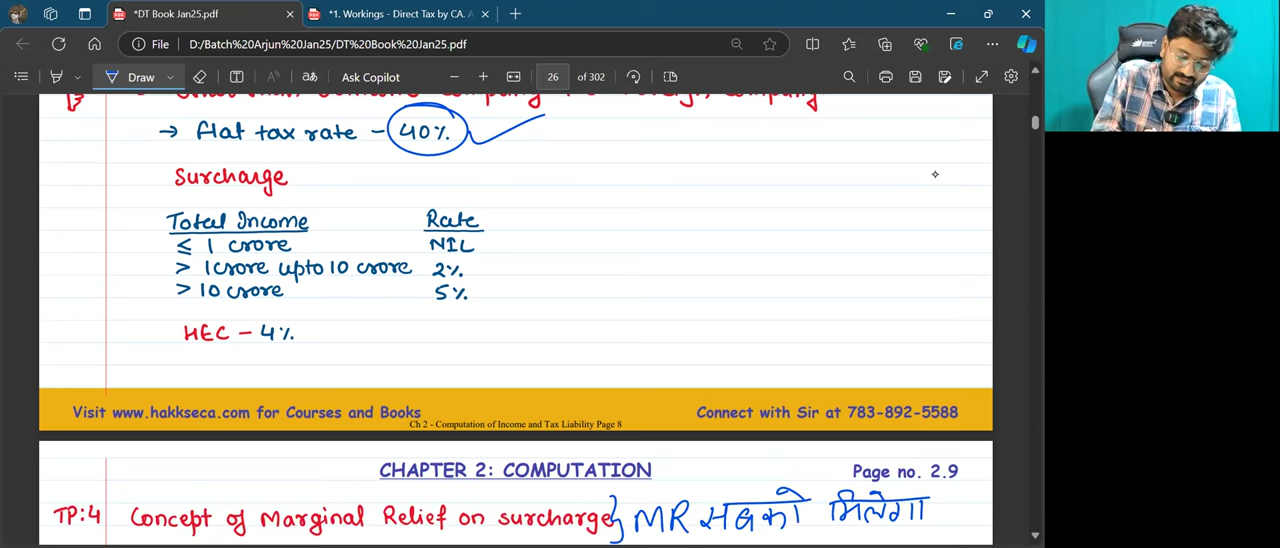 *DT Book Jan25.pdf
*1. Workings - Direct Tax by CA. A
File D:/Batch%20Arjun%20Jan25/DT%20Book%20Jan25.pdf
Draw
Ask Copilot
26 of 302
Company
Company
→ flat tax rate - 40%
Surcharge
Total Income Rate
≤ 1 crore NIL
> 1 crore upto 10 crore 2%
> 10 crore 5%
HEC - 4%
Visit www.hakkseca.com for Courses and Books Connect with Sir at 783-892-5588
Ch 2 - Computation of Income and Tax Liability Page 8
CHAPTER 2: COMPUTATION Page no. 2.9
TP:4 Concept of Marginal Relief on surcharge} MR सबको मिलेगा